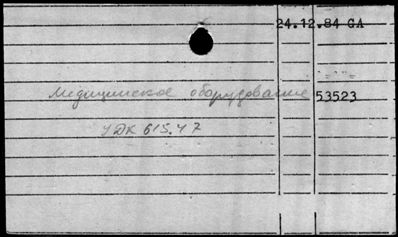 24.12.84 GA
Медицинское оборудование 53523
УДК 615.47